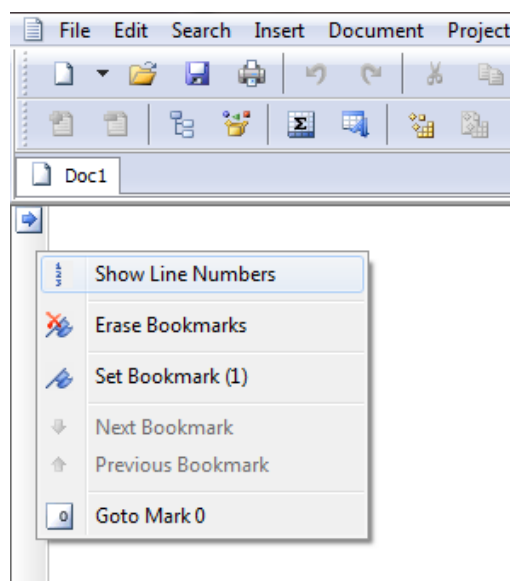 File Edit Search Insert Document Project
Doc1
Show Line Numbers
Erase Bookmarks
Set Bookmark (1)
Next Bookmark
Previous Bookmark
0 Goto Mark 0